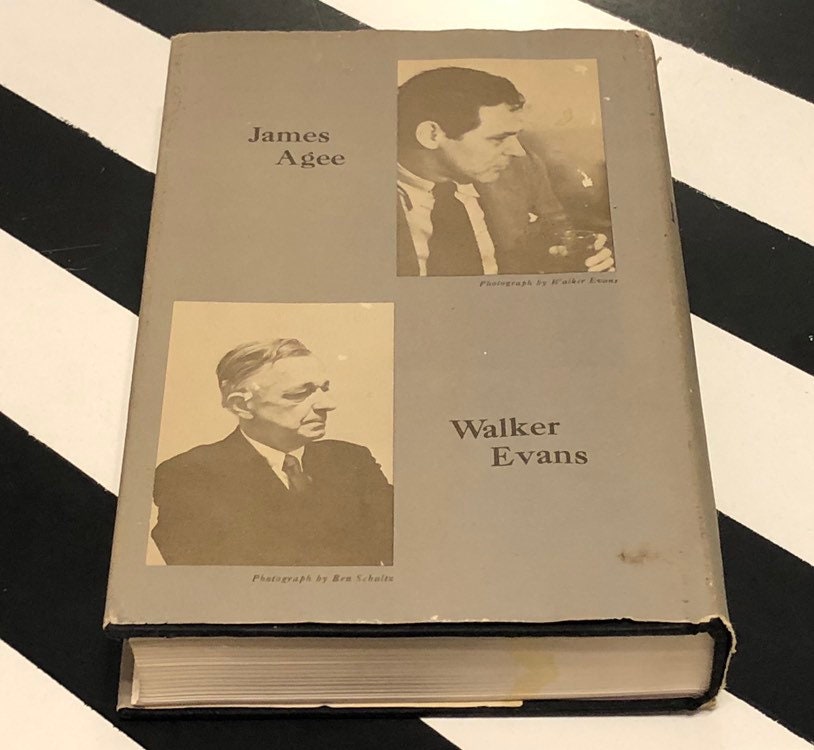 James
Agee
Photograph by Walker Evans
Walker
Evans
Photograph by Ben Schultz